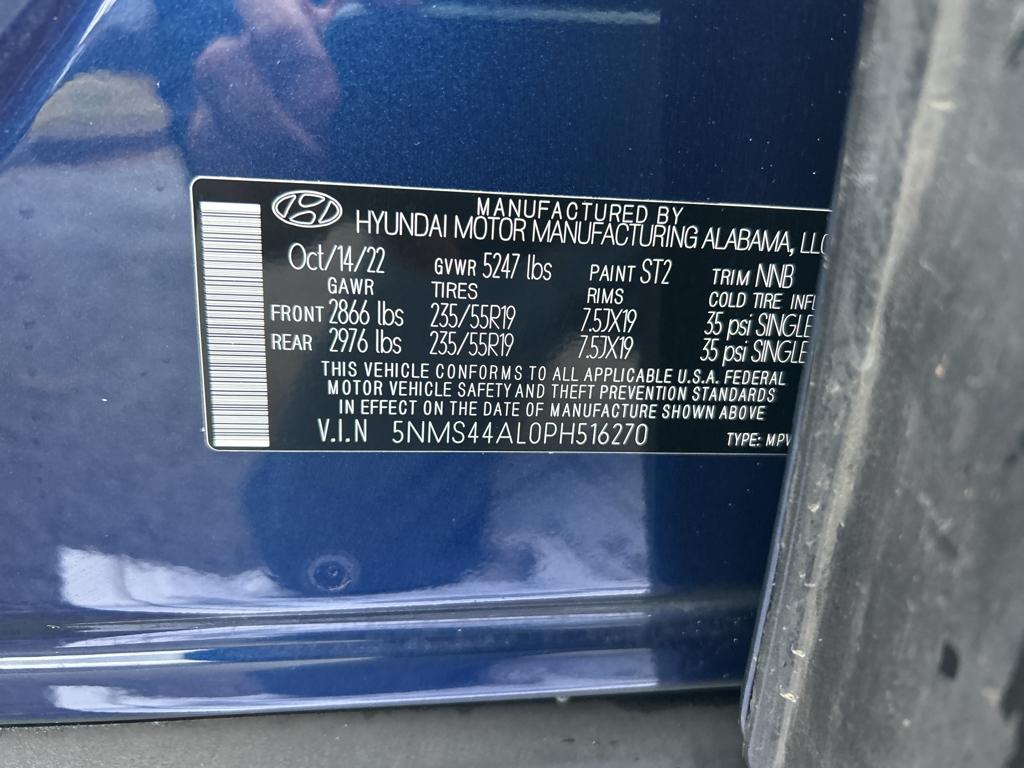 MANUFACTURED BY
HYUNDAI MOTOR MANUFACTURING ALABAMA, LLC
Oct/14/22 GVWR 5247 lbs PAINT ST2 TRIM NNB
GAWR TIRES RIMS COLD TIRE
FRONT 2866 lbs 235/55R19 7.5JX19 35 psi SINGLE
REAR 2976 lbs 235/55R19 7.5JX19 35 psi SINGLE
THIS VEHICLE CONFORMS TO ALL APPLICABLE U.S.A. FEDERAL
MOTOR VEHICLE SAFETY AND THEFT PREVENTION STANDARDS
IN EFFECT ON THE DATE OF MANUFACTURE SHOWN ABOVE
V.I.N 5NMS44AL0PH516270 TYPE: MPV